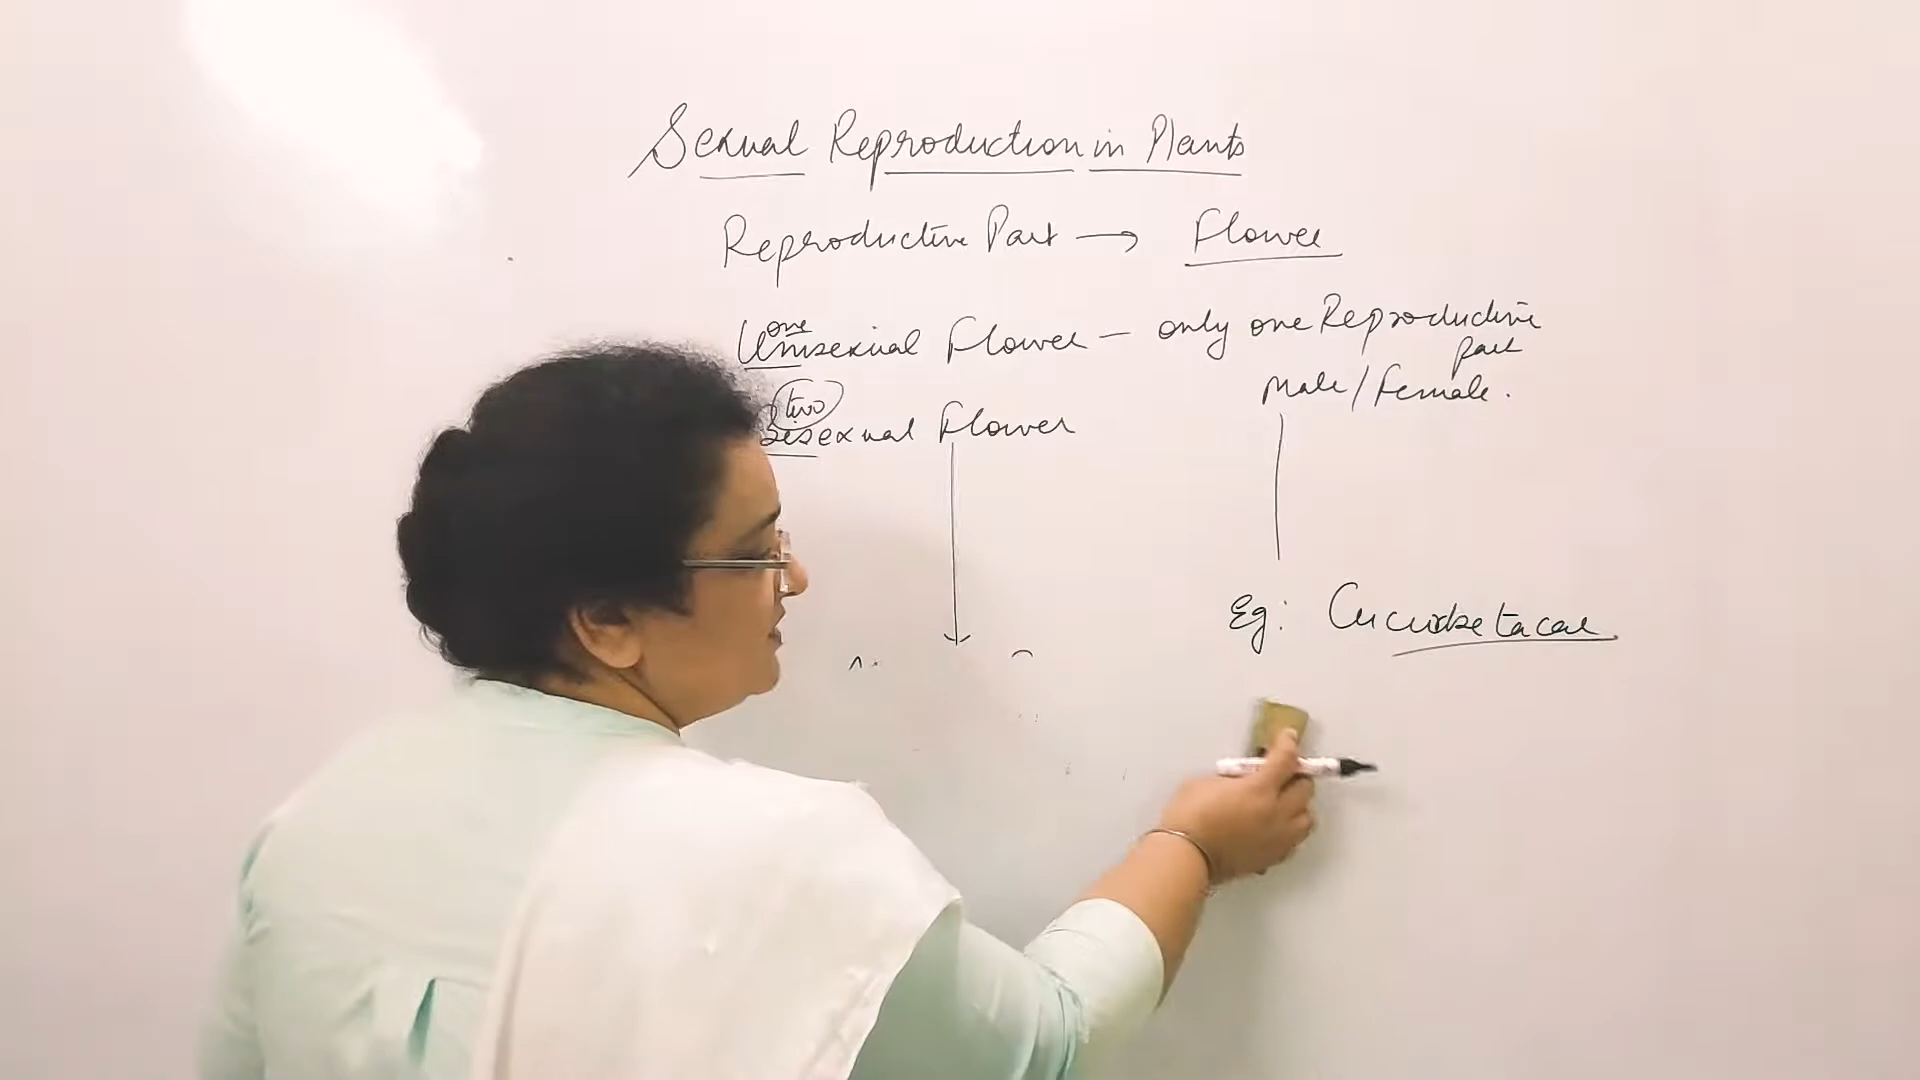 Sexual Reproduction in Plants
Reproductive Part → Flower
one
Unisexual Flower – only one Reproductive
part
Male / Female.
two
Bisexual Flower
Eg: Cucurbetacae